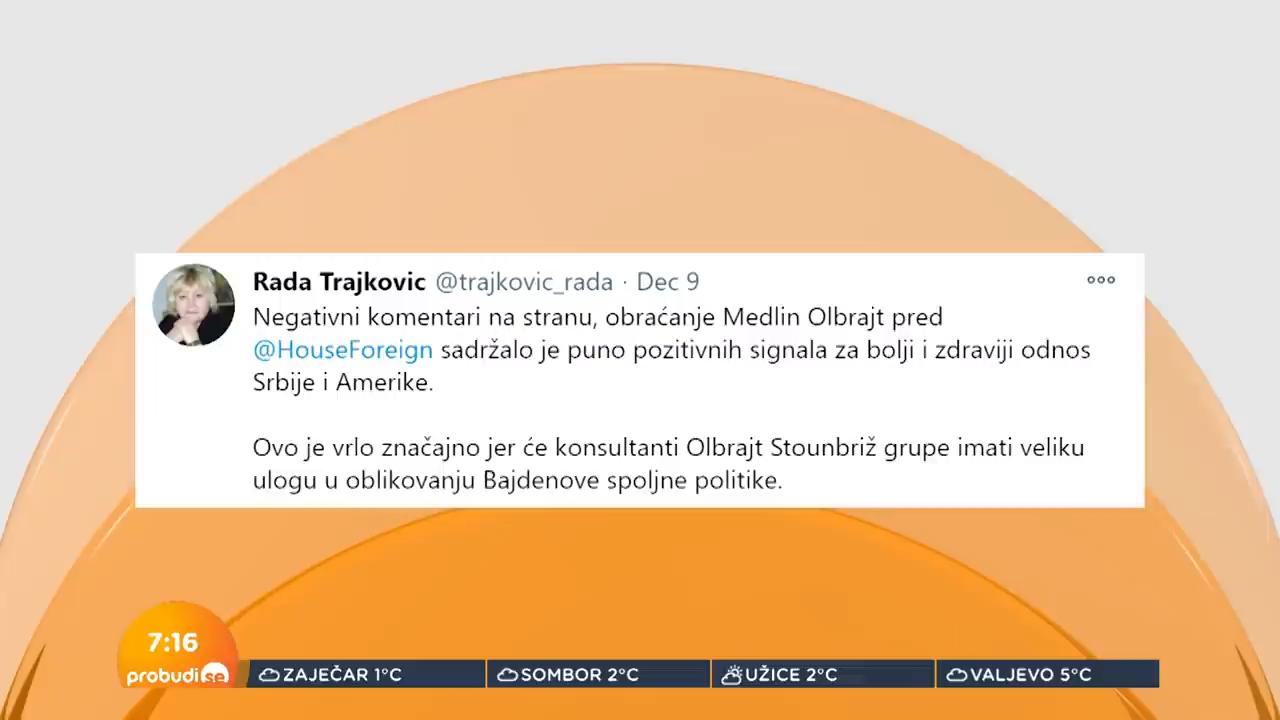 Rada Trajkovic @trajkovic_rada · Dec 9
Negativni komentari na stranu, obraćanje Medlin Olbrajt pred
@HouseForeign sadržalo je puno pozitivnih signala za bolji i zdraviji odnos
Srbije i Amerike.
Ovo je vrlo značajno jer će konsultanti Olbrajt Stounbriž grupe imati veliku
ulogu u oblikovanju Bajdenove spoljne politike.
7:16
probudi se
ZAJEČAR 1°C
SOMBOR 2°C
UŽICE 2°C
VALJEVO 5°C